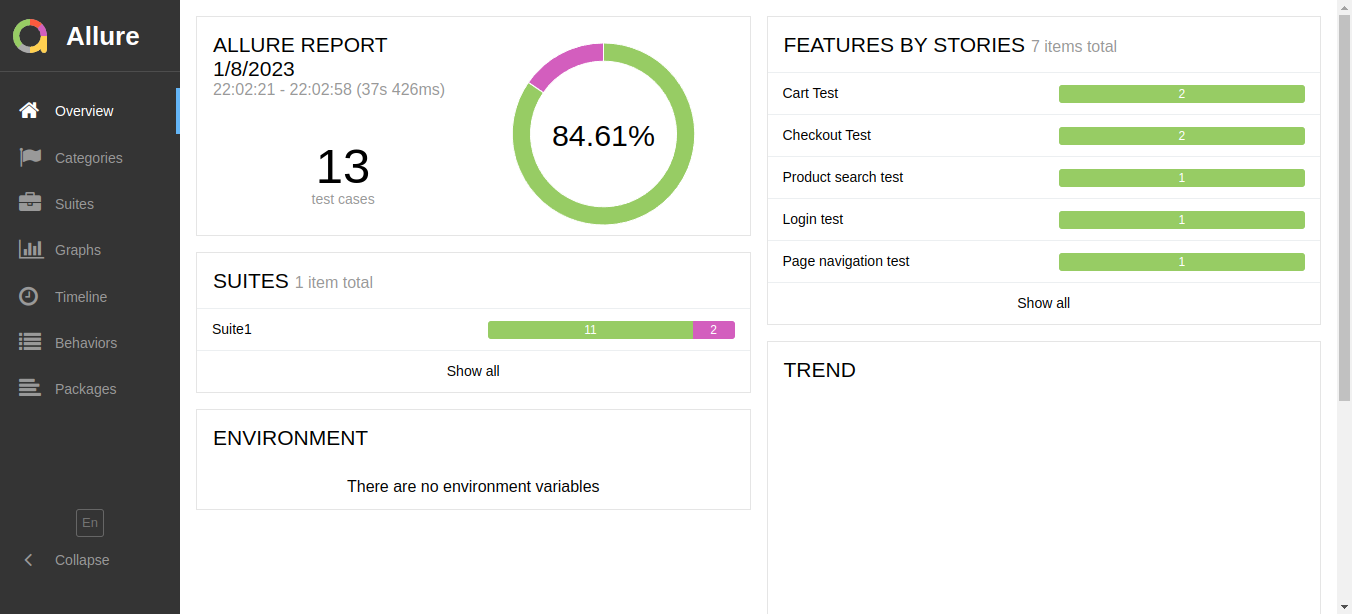 Allure
Overview
Categories
Suites
Graphs
Timeline
Behaviors
Packages
En
Collapse
ALLURE REPORT
1/8/2023
22:02:21 - 22:02:58 (37s 426ms)
13
test cases
84.61%
SUITES 1 item total
Suite1 11 2
Show all
ENVIRONMENT
There are no environment variables
FEATURES BY STORIES 7 items total
Cart Test 2
Checkout Test 2
Product search test 1
Login test 1
Page navigation test 1
Show all
TREND